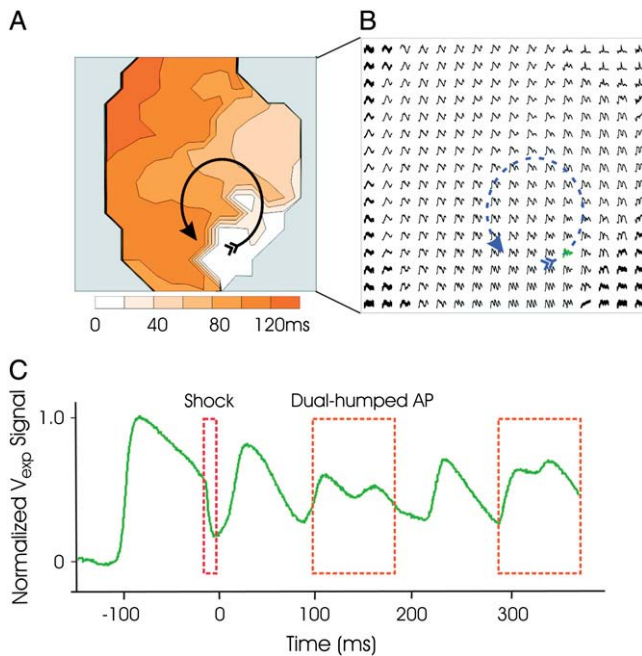 A
B
0 40 80 120ms
C
Shock Dual-humped AP
1.0
0
Normalized Vexp Signal
-100 0 100 200 300
Time (ms)